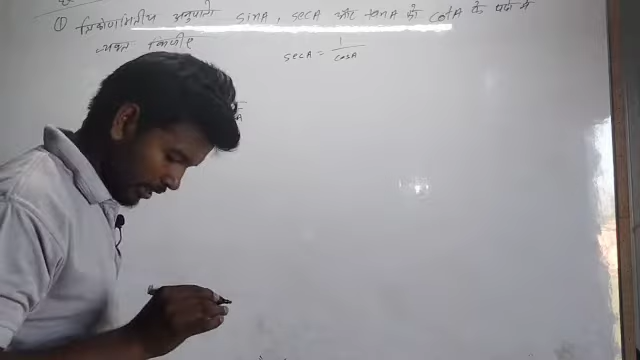 ① त्रिकोणमितीय अनुपातों sinA, secA और tanA को cotA के पदों में
व्यक्त कीजिए
secA = 1/cosA